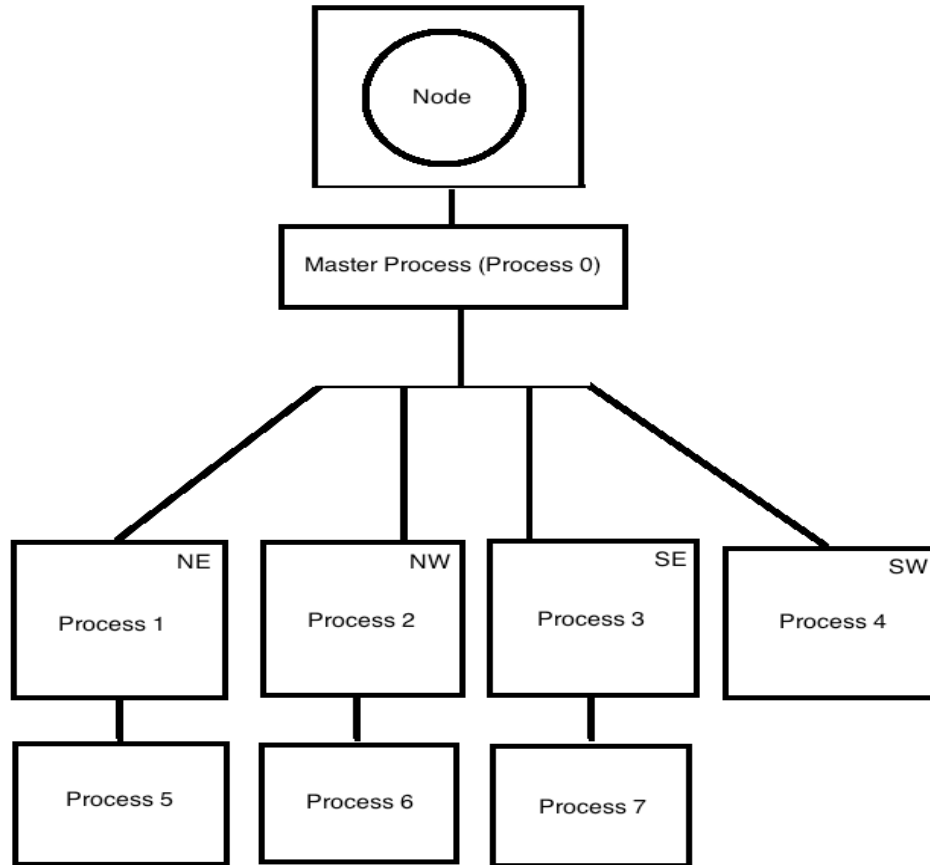 Node
Master Process (Process 0)
NE
Process 1
NW
Process 2
SE
Process 3
SW
Process 4
Process 5
Process 6
Process 7